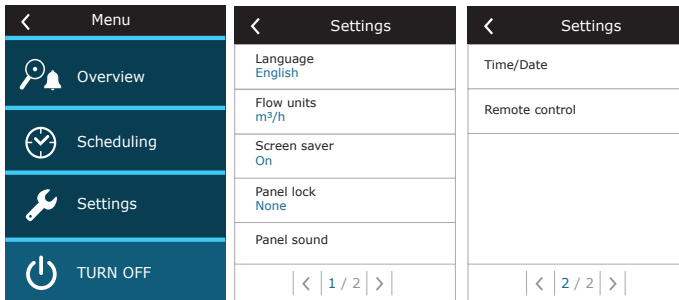 Menu
Overview
Scheduling
Settings
TURN OFF
Settings
Language
English
Flow units
m³/h
Screen saver
On
Panel lock
None
Panel sound
1 / 2
Settings
Time/Date
Remote control
2 / 2